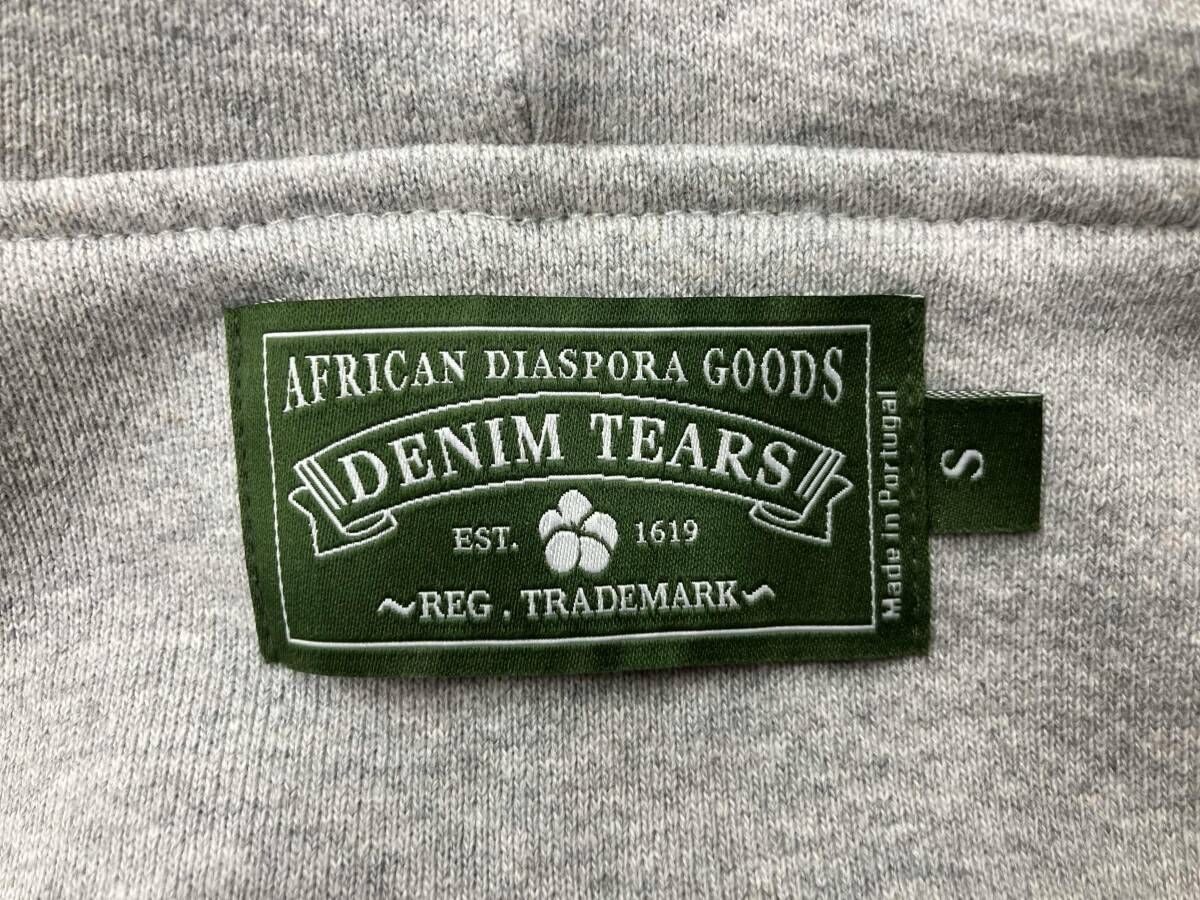 AFRICAN DIASPORA GOODS
DENIM TEARS
EST. 1619
~REG . TRADEMARK~
Made in Portugal
S